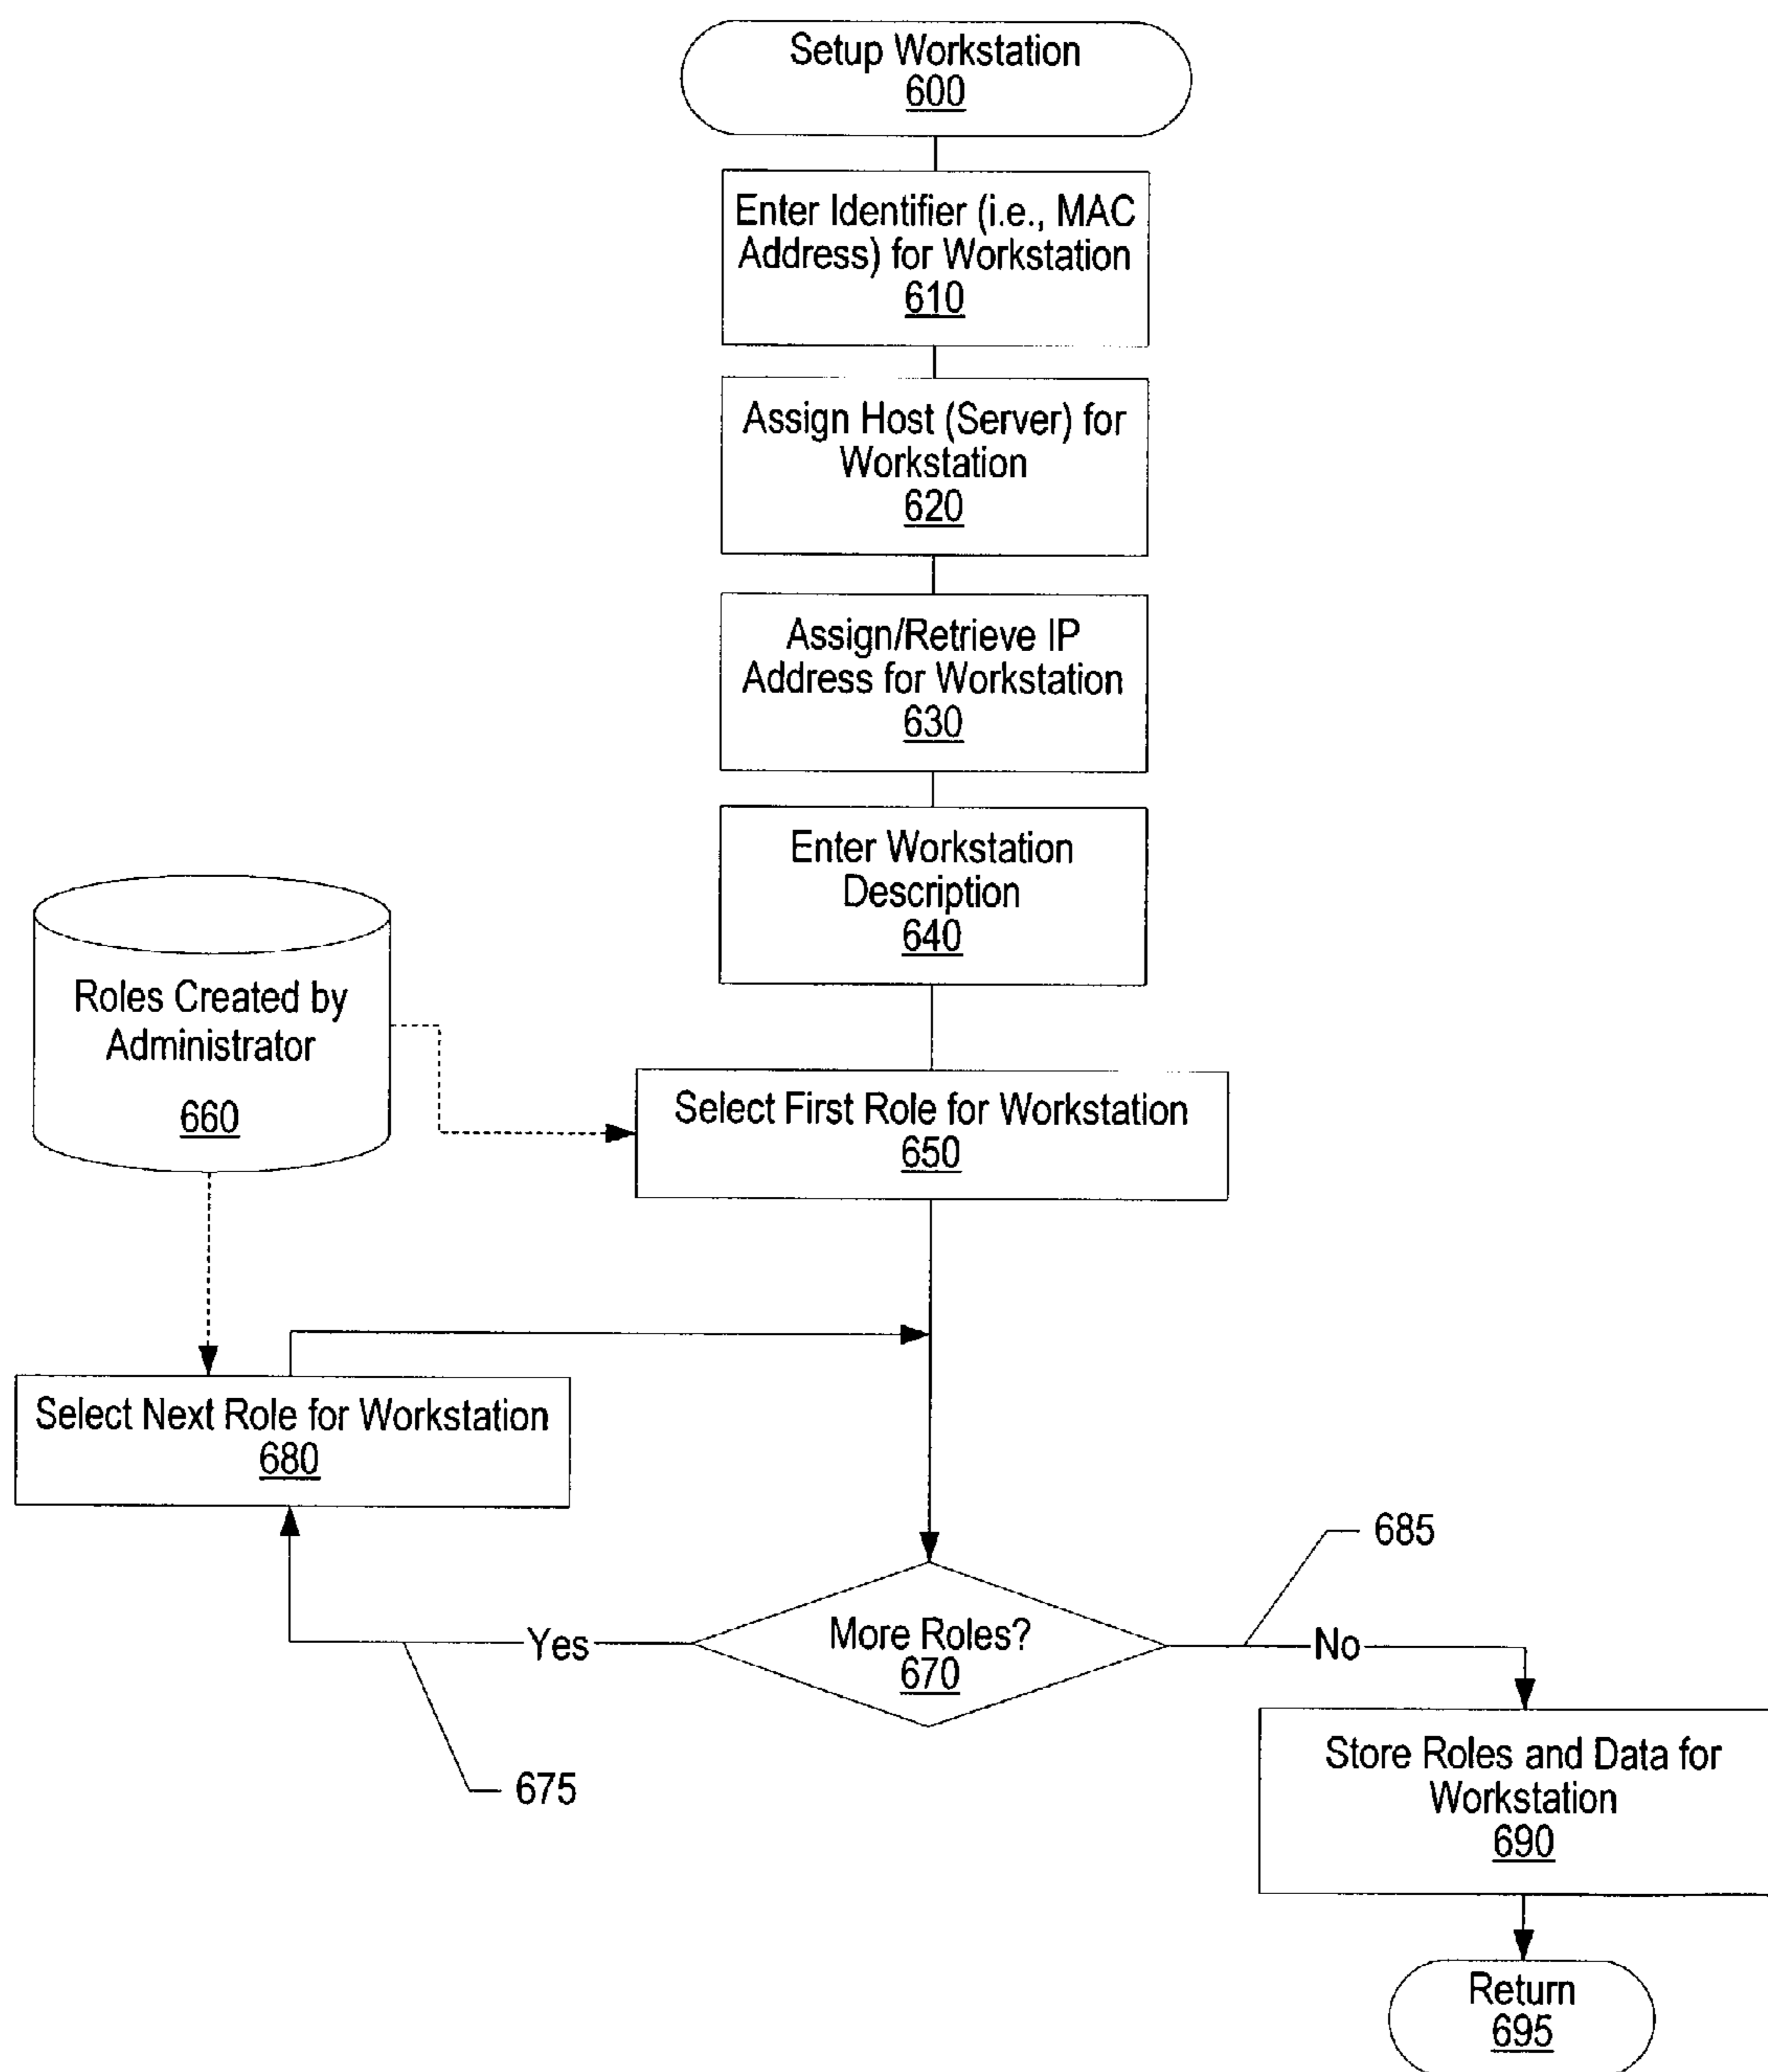 Setup Workstation
600
Enter Identifier (i.e., MAC
Address) for Workstation
610
Assign Host (Server) for
Workstation
620
Assign/Retrieve IP
Address for Workstation
630
Enter Workstation
Description
640
Roles Created by
Administrator
660
Select First Role for Workstation
650
Select Next Role for Workstation
680
685
More Roles?
670
Yes
No
675
Store Roles and Data for
Workstation
690
Return
695